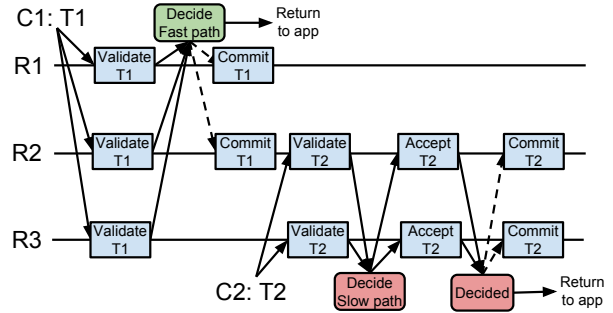 C1: T1
Decide
Fast path
Return
to app
R1
Validate
T1
Commit
T1
R2
Validate
T1
Commit
T1
Validate
T2
Accept
T2
Commit
T2
R3
Validate
T1
Validate
T2
Accept
T2
Commit
T2
C2: T2
Decide
Slow path
Decided
Return
to app